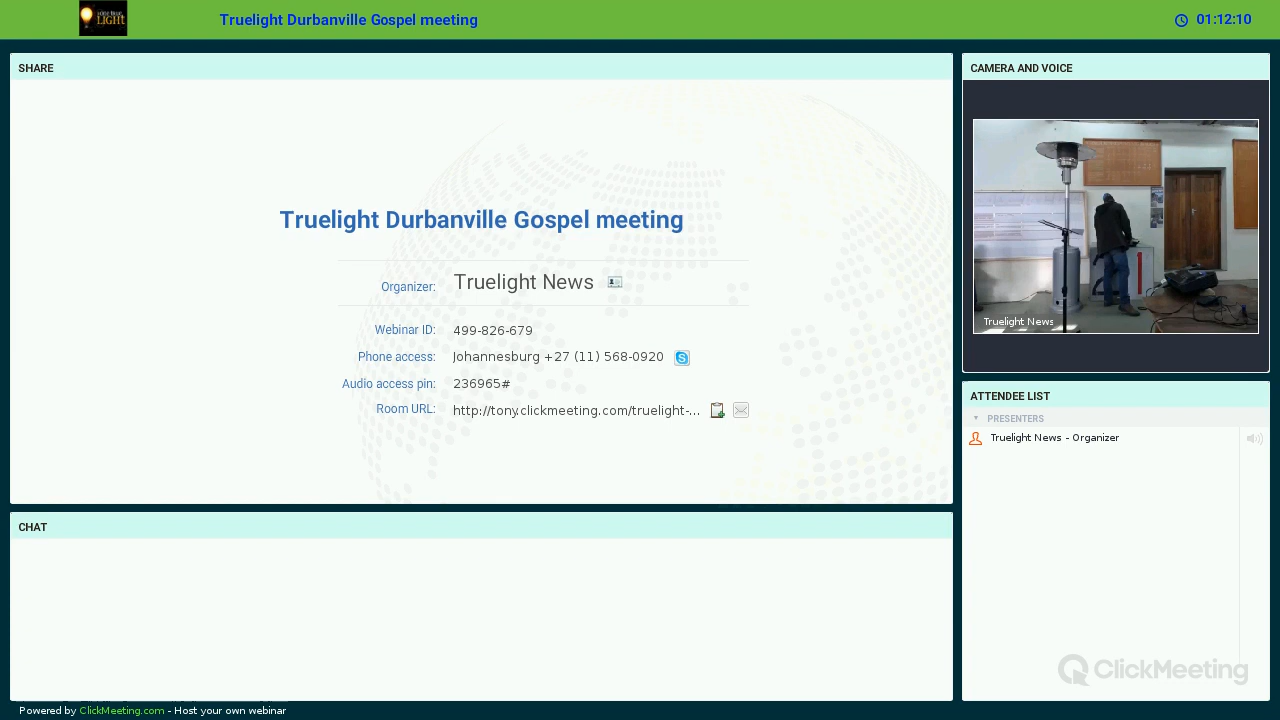 LIGHT
Truelight Durbanville Gospel meeting
01:12:10
SHARE
Truelight Durbanville Gospel meeting
Organizer: Truelight News
Webinar ID: 499-826-679
Phone access: Johannesburg +27 (11) 568-0920
Audio access pin: 236965#
Room URL: http://tony.clickmeeting.com/truelight-...
CHAT
CAMERA AND VOICE
Truelight News
ATTENDEE LIST
PRESENTERS
Truelight News - Organizer
ClickMeeting
Powered by ClickMeeting.com - Host your own webinar